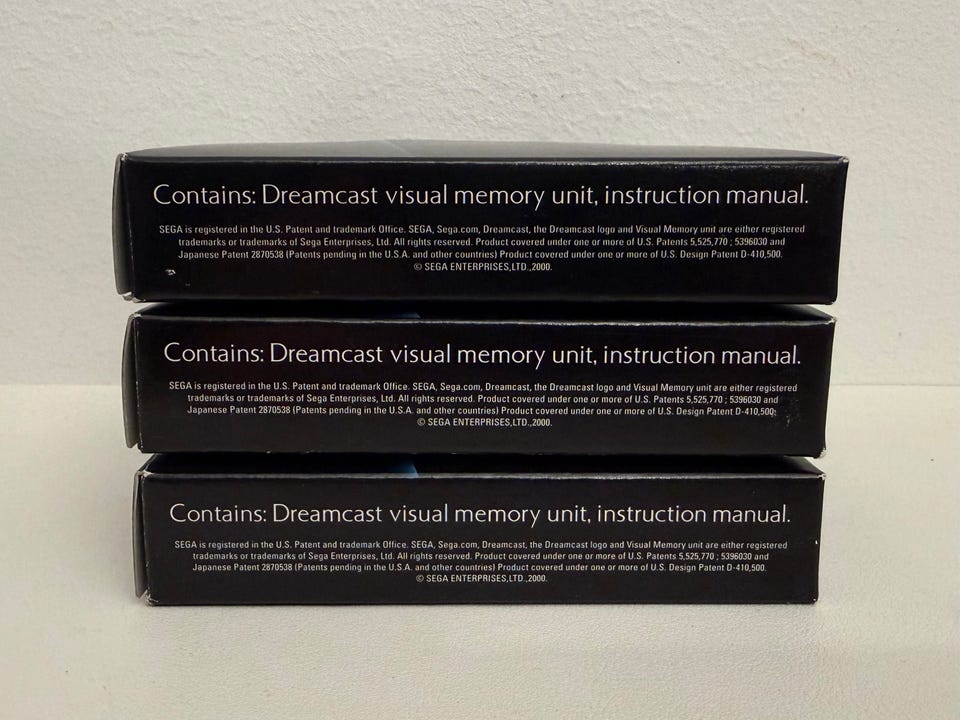 Contains: Dreamcast visual memory unit, instruction manual.
SEGA is registered in the U.S. Patent and trademark Office. SEGA, Sega.com, Dreamcast, the Dreamcast logo and Visual Memory unit are either registered
trademarks or trademarks of Sega Enterprises, Ltd. All rights reserved. Product covered under one or more of U.S. Patents 5,525,770 ; 5396030 and
Japanese Patent 2870538 (Patents pending in the U.S.A. and other countries) Product covered under one or more of U.S. Design Patent D-410,500.
© SEGA ENTERPRISES,LTD.,2000.
Contains: Dreamcast visual memory unit, instruction manual.
SEGA is registered in the U.S. Patent and trademark Office. SEGA, Sega.com, Dreamcast, the Dreamcast logo and Visual Memory unit are either registered
trademarks or trademarks of Sega Enterprises, Ltd. All rights reserved. Product covered under one or more of U.S. Patents 5,525,770 ; 5396030 and
Japanese Patent 2870538 (Patents pending in the U.S.A. and other countries) Product covered under one or more of U.S. Design Patent D-410,500.
© SEGA ENTERPRISES,LTD.,2000.
Contains: Dreamcast visual memory unit, instruction manual.
SEGA is registered in the U.S. Patent and trademark Office. SEGA, Sega.com, Dreamcast, the Dreamcast logo and Visual Memory unit are either registered
trademarks or trademarks of Sega Enterprises, Ltd. All rights reserved. Product covered under one or more of U.S. Patents 5,525,770 ; 5396030 and
Japanese Patent 2870538 (Patents pending in the U.S.A. and other countries) Product covered under one or more of U.S. Design Patent D-410,500.
© SEGA ENTERPRISES,LTD.,2000.